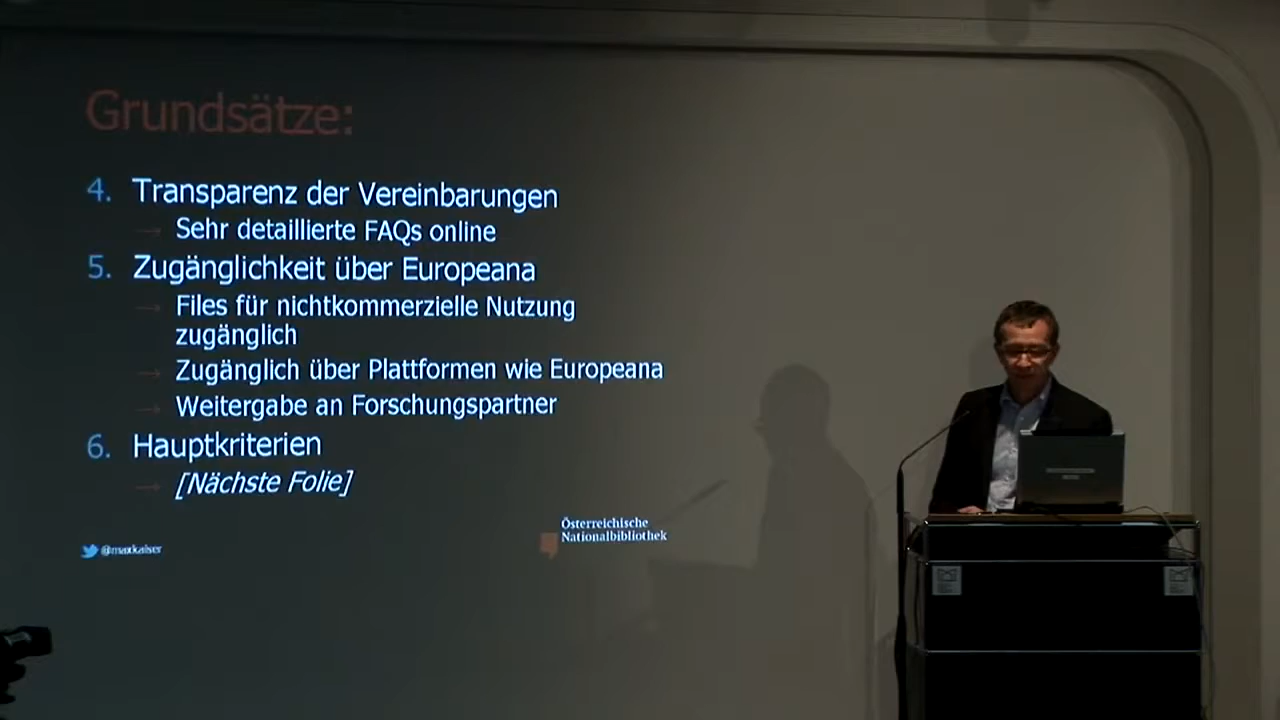 Grundsätze:
4. Transparenz der Vereinbarungen
→ Sehr detaillierte FAQs online
5. Zugänglichkeit über Europeana
→ Files für nichtkommerzielle Nutzung
zugänglich
→ Zugänglich über Plattformen wie Europeana
→ Weitergabe an Forschungspartner
6. Hauptkriterien
→ [Nächste Folie]
@maxkaiser
Österreichische
Nationalbibliothek